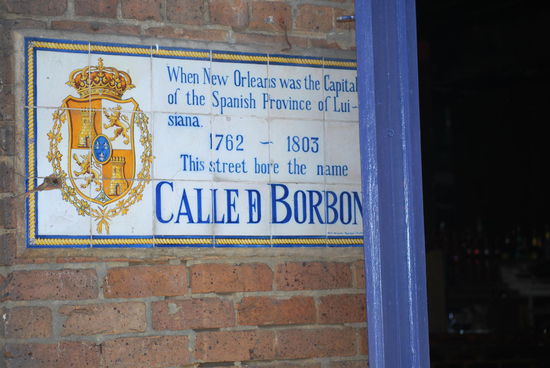 When New Orleans was the Capital
of the Spanish Province of Lui-
siana.
1762 – 1803
This street bore the name
CALLE D BORBON